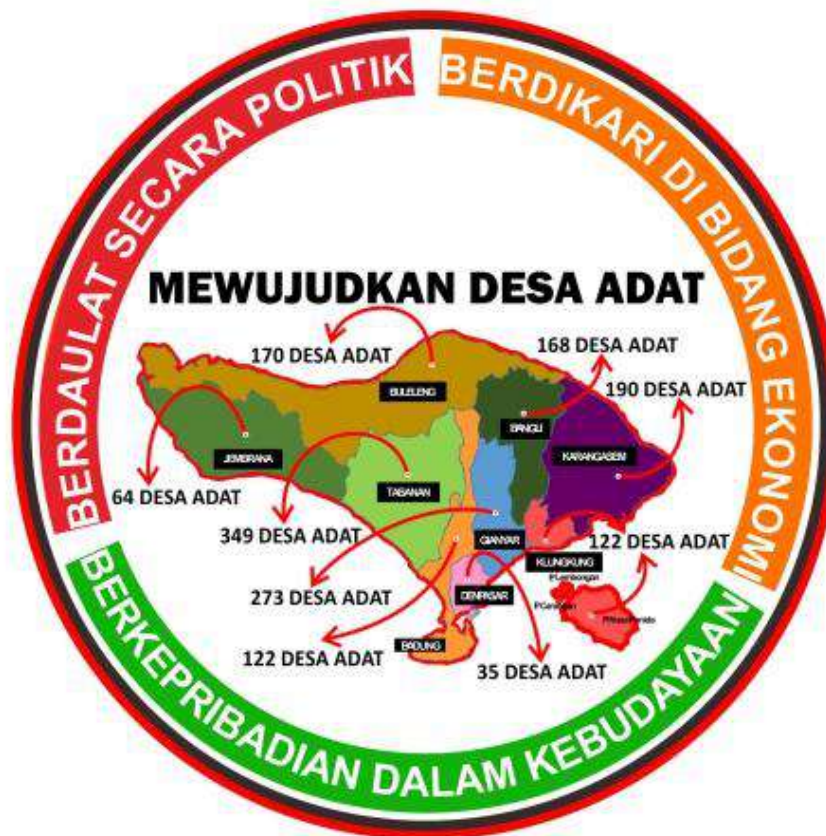 BERDAULAT SECARA POLITIK
BERDIKARI DI BIDANG EKONOMI
MEWUJUDKAN DESA ADAT
170 DESA ADAT
168 DESA ADAT
190 DESA ADAT
BULELENG
BANGLI
JEMBRANA
KARANGASEM
TABANAN
64 DESA ADAT
349 DESA ADAT
GIANYAR
122 DESA ADAT
KLUNGKUNG
273 DESA ADAT
DENPASAR
122 DESA ADAT
BADUNG
35 DESA ADAT
BERKEPRIBADIAN DALAM KEBUDAYAAN